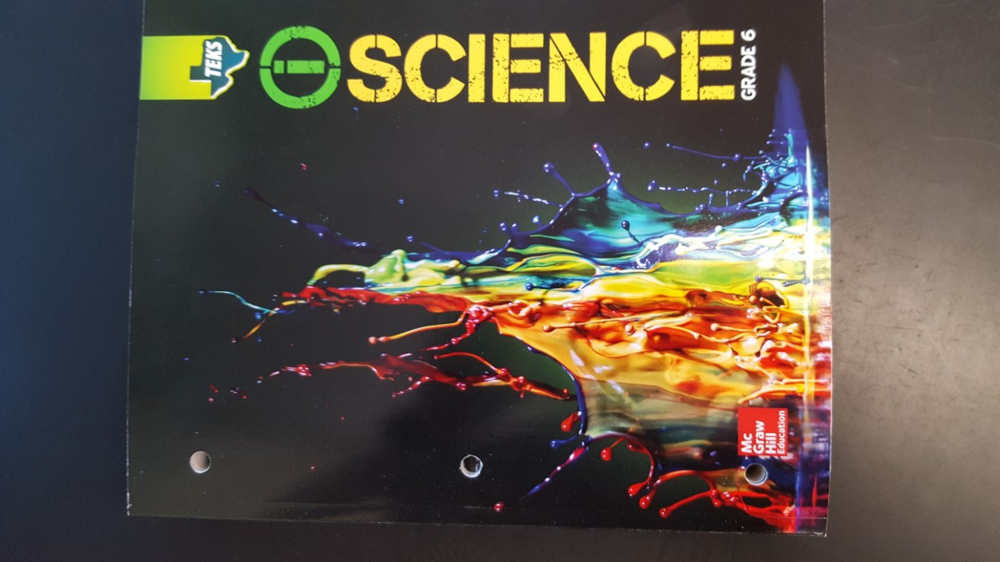 TEKS
i SCIENCE
GRADE 6
Mc
Graw
Hill
Education